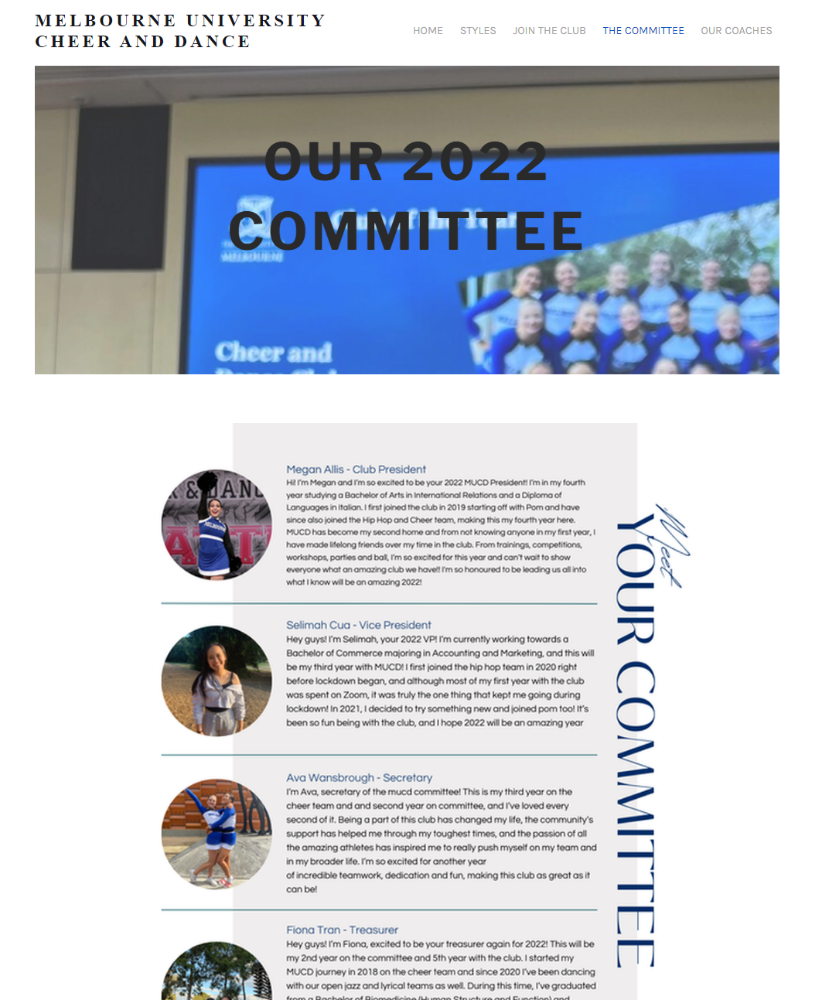 MELBOURNE UNIVERSITY
CHEER AND DANCE
HOME STYLES JOIN THE CLUB THE COMMITTEE OUR COACHES
OUR 2022
COMMITTEE
MELBOURNE
Cheer and
Dance Club
Megan Allis - Club President
Hi! I'm Megan and I'm so excited to be your 2022 MUCD President! I'm in my fourth
year studying a Bachelor of Arts in International Relations and a Diploma of
Languages in Italian. I first joined the club in 2019 starting off with Pom and have
since also joined the Hip Hop and Cheer team, making this my fourth year here.
MUCD has become my second home and from not knowing anyone in my first year, I
have made lifelong friends over my time in the club. From trainings, competitions,
workshops, parties and ball, I'm so excited for this year and can't wait to show
everyone what an amazing club we have!! I'm so honoured to be leading us all into
what I know will be an amazing 2022!
Selimah Cua - Vice President
Hey guys! I'm Selimah, your 2022 VP! I'm currently working towards a
Bachelor of Commerce majoring in Accounting and Marketing, and this will
be my third year with MUCD! I first joined the hip hop team in 2020 right
before lockdown began, and although most of my first year with the club
was spent on Zoom, it was truly the one thing that kept me going during
lockdown! In 2021, I decided to try something new and joined pom too! It's
been so fun being with the club, and I hope 2022 will be an amazing year
Ava Wansbrough - Secretary
I'm Ava, secretary of the mucd committee! This is my third year on the
cheer team and and second year on committee, and I've loved every
second of it. Being a part of this club has changed my life, the community's
support has helped me through my toughest times, and the passion of all
the amazing athletes has inspired me to really push myself on my team and
in my broader life. I'm so excited for another year
of incredible teamwork, dedication and fun, making this club as great as it
can be!
Fiona Tran - Treasurer
Hey guys! I'm Fiona, excited to be your treasurer again for 2022! This will be
my 2nd year on the committee and 5th year with the club. I started my
MUCD journey in 2018 on the cheer team and since 2020 I've been dancing
with our open jazz and lyrical teams as well. During this time, I've graduated
from a Bachelor of Biomedicine (Human Structure and Function) and
Meet
YOUR COMMITTEE